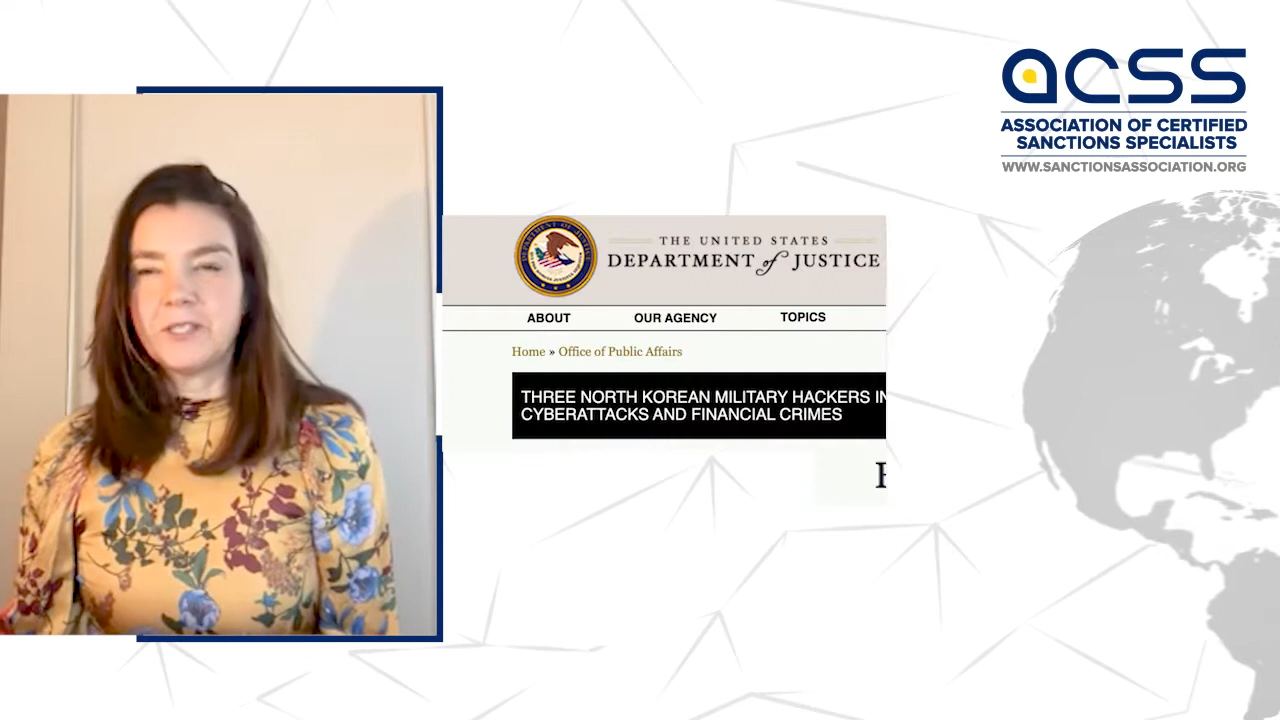 acss
ASSOCIATION OF CERTIFIED
SANCTIONS SPECIALISTS
WWW.SANCTIONSASSOCIATION.ORG
THE UNITED STATES
DEPARTMENT of JUSTICE
ABOUT OUR AGENCY TOPICS
Home » Office of Public Affairs
THREE NORTH KOREAN MILITARY HACKERS IN
CYBERATTACKS AND FINANCIAL CRIMES